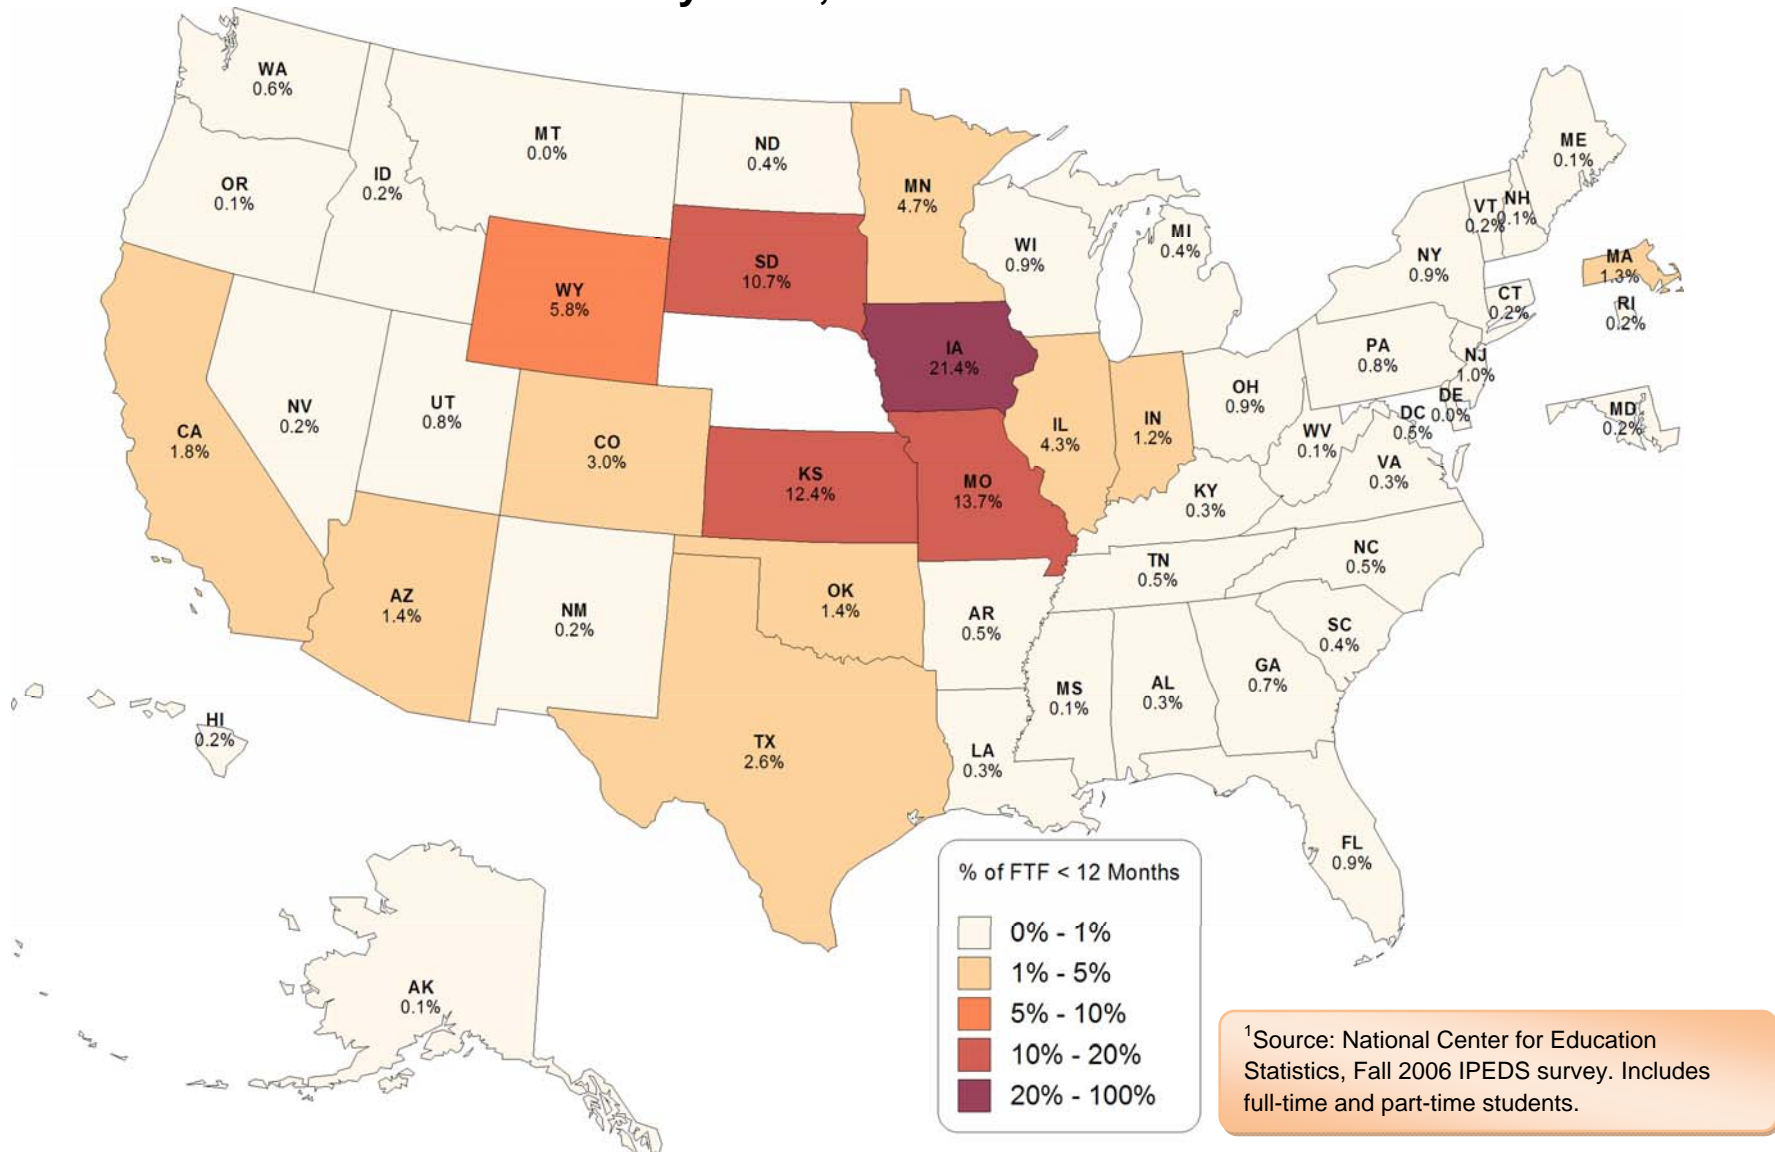 WA
0.6%
MT
0.0%
ND
0.4%
ME
0.1%
OR
0.1%
ID
0.2%
MN
4.7%
VT
0.2%
NH
0.1%
WI
0.9%
MI
0.4%
NY
0.9%
MA
1.3%
SD
10.7%
WY
5.8%
CT
0.2%
RI
0.2%
IA
21.4%
PA
0.8%
NJ
1.0%
OH
0.9%
DE
0.0%
DC
0.5%
MD
0.2%
NV
0.2%
UT
0.8%
CA
1.8%
CO
3.0%
IL
4.3%
IN
1.2%
WV
0.1%
VA
0.3%
KS
12.4%
MO
13.7%
KY
0.3%
NC
0.5%
TN
0.5%
AZ
1.4%
NM
0.2%
OK
1.4%
AR
0.5%
SC
0.4%
GA
0.7%
MS
0.1%
AL
0.3%
HI
0.2%
TX
2.6%
LA
0.3%
FL
0.9%
AK
0.1%
% of FTF < 12 Months
0% - 1%
1% - 5%
5% - 10%
10% - 20%
20% - 100%
1Source: National Center for Education
Statistics, Fall 2006 IPEDS survey. Includes
full-time and part-time students.